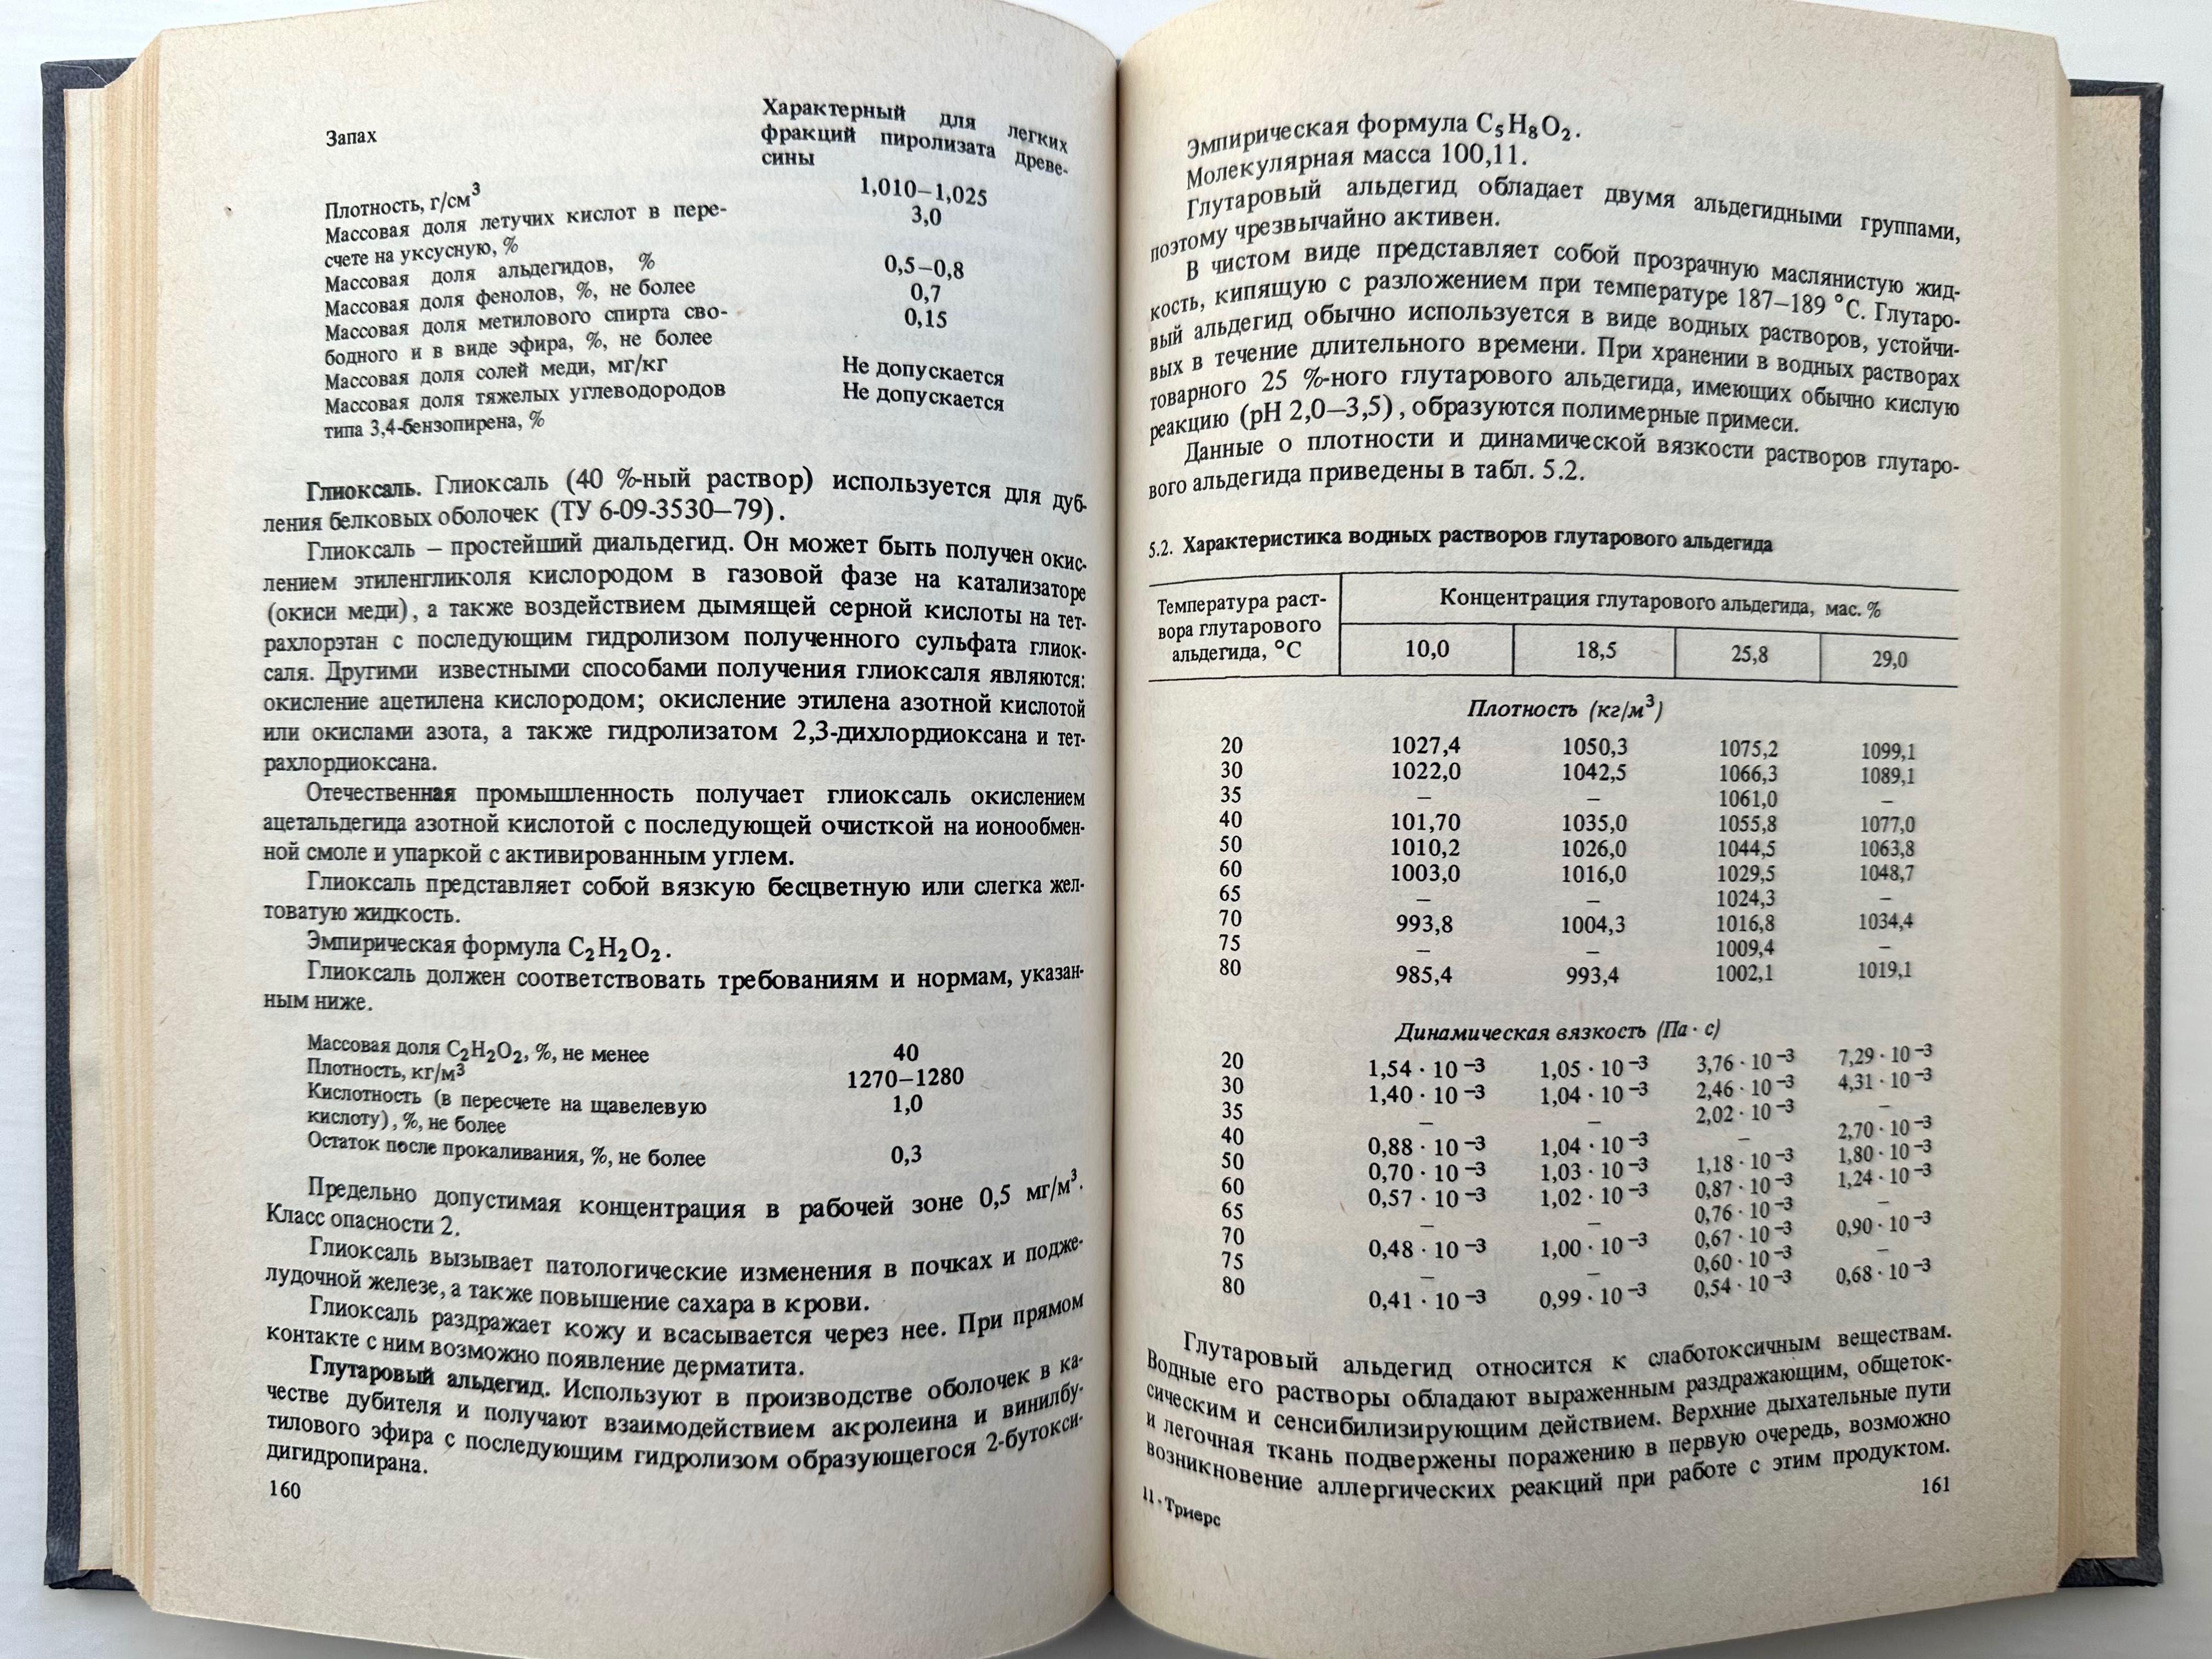 Запах
Характерный для легких
фракций пиролизата древе-
сины
Плотность, г/см³ 1,010–1,025
Массовая доля летучих кислот в пере- 3,0
счете на уксусную, %
Массовая доля альдегидов, % 0,5–0,8
Массовая доля фенолов, %, не более 0,7
Массовая доля метилового спирта сво- 0,15
бодного и в виде эфира, %, не более
Массовая доля солей меди, мг/кг Не допускается
Массовая доля тяжелых углеводородов Не допускается
типа 3,4-бензопирена, %
Глиоксаль. Глиоксаль (40 %-ный раствор) используется для дуб-
ления белковых оболочек (ТУ 6-09-3530–79).
Глиоксаль – простейший диальдегид. Он может быть получен окис-
лением этиленгликоля кислородом в газовой фазе на катализаторе
(окиси меди), а также воздействием дымящей серной кислоты на тет-
рахлорэтан с последующим гидролизом полученного сульфата глиок-
саля. Другими известными способами получения глиоксаля являются:
окисление ацетилена кислородом; окисление этилена азотной кислотой
или окислами азота, а также гидролизатом 2,3-дихлордиоксана и тет-
рахлордиоксана.
Отечественная промышленность получает глиоксаль окислением
ацетальдегида азотной кислотой с последующей очисткой на ионообмен-
ной смоле и упаркой с активированным углем.
Глиоксаль представляет собой вязкую бесцветную или слегка жел-
товатую жидкость.
Эмпирическая формула C₂H₂O₂.
Глиоксаль должен соответствовать требованиям и нормам, указан-
ным ниже.
Массовая доля C₂H₂O₂, %, не менее 40
Плотность, кг/м³ 1270–1280
Кислотность (в пересчете на щавелевую 1,0
кислоту), %, не более
Остаток после прокаливания, %, не более 0,3
Предельно допустимая концентрация в рабочей зоне 0,5 мг/м³.
Класс опасности 2.
Глиоксаль вызывает патологические изменения в почках и подже-
лудочной железе, а также повышение сахара в крови.
Глиоксаль раздражает кожу и всасывается через нее. При прямом
контакте с ним возможно появление дерматита.
Глутаровый альдегид. Используют в производстве оболочек в ка-
честве дубителя и получают взаимодействием акролеина и винилбу-
тилового эфира с последующим гидролизом образующегося 2-бутокси-
дигидропирана.
160
Эмпирическая формула C₅H₈O₂.
Молекулярная масса 100,11.
Глутаровый альдегид обладает двумя альдегидными группами,
поэтому чрезвычайно активен.
В чистом виде представляет собой прозрачную маслянистую жид-
кость, кипящую с разложением при температуре 187–189 °С. Глутаро-
вый альдегид обычно используется в виде водных растворов, устойчи-
вых в течение длительного времени. При хранении в водных растворах
товарного 25 %-ного глутарового альдегида, имеющих обычно кислую
реакцию (pH 2,0–3,5), образуются полимерные примеси.
Данные о плотности и динамической вязкости растворов глутаро-
вого альдегида приведены в табл. 5.2.
5.2. Характеристика водных растворов глутарового альдегида
Температура раст-
вора глутарового
альдегида, °С
Концентрация глутарового альдегида, мас. %
10,0 18,5 25,8 29,0
Плотность (кг/м³)
20 1027,4 1050,3 1075,2 1099,1
30 1022,0 1042,5 1066,3 1089,1
35 – – 1061,0 –
40 101,70 1035,0 1055,8 1077,0
50 1010,2 1026,0 1044,5 1063,8
60 1003,0 1016,0 1029,5 1048,7
65 – – 1024,3 –
70 993,8 1004,3 1016,8 1034,4
75 – – 1009,4 –
80 985,4 993,4 1002,1 1019,1
Динамическая вязкость (Па · с)
20 1,54 · 10⁻³ 1,05 · 10⁻³ 3,76 · 10⁻³ 7,29 · 10⁻³
30 1,40 · 10⁻³ 1,04 · 10⁻³ 2,46 · 10⁻³ 4,31 · 10⁻³
35 – – 2,02 · 10⁻³ –
40 0,88 · 10⁻³ 1,04 · 10⁻³ – 2,70 · 10⁻³
50 0,70 · 10⁻³ 1,03 · 10⁻³ 1,18 · 10⁻³ 1,80 · 10⁻³
60 0,57 · 10⁻³ 1,02 · 10⁻³ 0,87 · 10⁻³ 1,24 · 10⁻³
65 – – 0,76 · 10⁻³ –
70 0,48 · 10⁻³ 1,00 · 10⁻³ 0,67 · 10⁻³ 0,90 · 10⁻³
75 – – 0,60 · 10⁻³ –
80 0,41 · 10⁻³ 0,99 · 10⁻³ 0,54 · 10⁻³ 0,68 · 10⁻³
Глутаровый альдегид относится к слаботоксичным веществам.
Водные его растворы обладают выраженным раздражающим, общеток-
сическим и сенсибилизирующим действием. Верхние дыхательные пути
и легочная ткань подвержены поражению в первую очередь, возможно
возникновение аллергических реакций при работе с этим продуктом.
11-Триерс
161